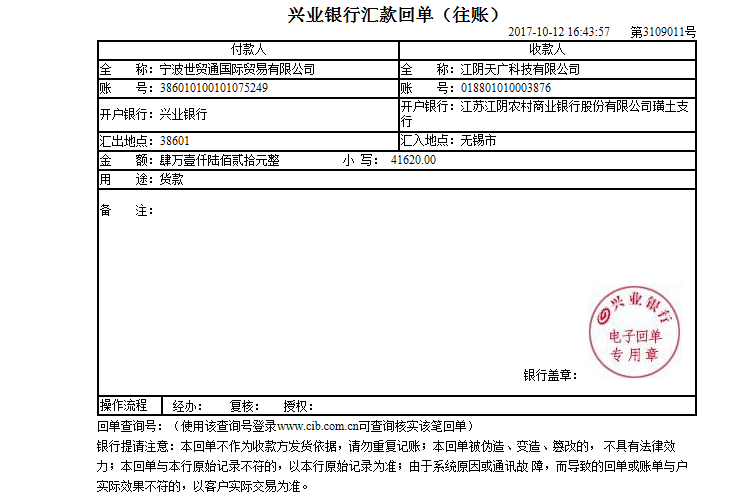 兴业银行汇款回单（往账）
2017-10-12 16:43:57 第3109011号
付款人 收款人
全 称：宁波世贸通国际贸易有限公司 全 称：江阴天广科技有限公司
账 号：386010100101075249 账 号：018801010003876
开户银行：兴业银行 开户银行：江苏江阴农村商业银行股份有限公司璜土支
行
汇出地点：38601 汇入地点：无锡市
金 额：肆万壹仟陆佰贰拾元整 小 写： 41620.00
用 途：货款
备 注：
兴业银行
电子回单
专用章
银行盖章：
操作流程 经办： 复核： 授权：
回单查询号：（使用该查询号登录www.cib.com.cn可查询核实该笔回单）
银行提请注意：本回单不作为收款方发货依据，请勿重复记账；本回单被伪造、变造、篡改的， 不具有法律效
力；本回单与本行原始记录不符的，以本行原始记录为准；由于系统原因或通讯故 障，而导致的回单或账单与户
实际效果不符的，以客户实际交易为准。